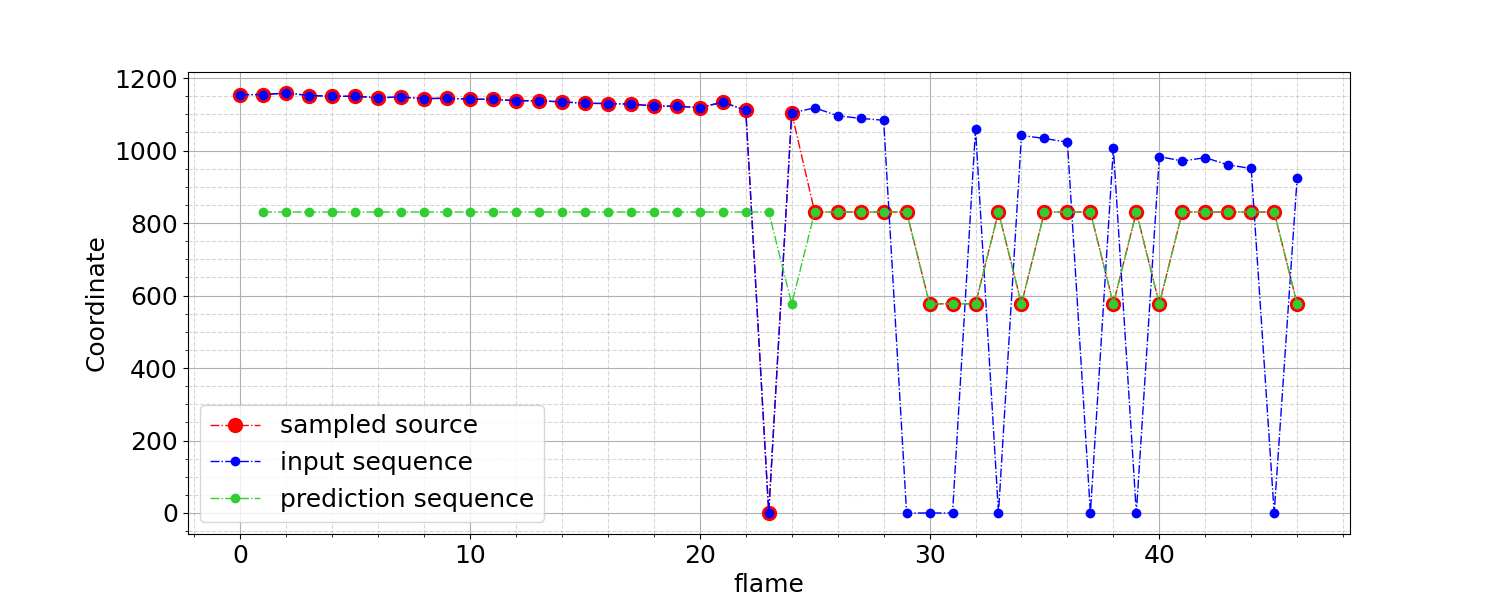 1200
1000
800
600
400
200
0
Coordinate
sampled source
input sequence
prediction sequence
0 10 20 30 40
flame